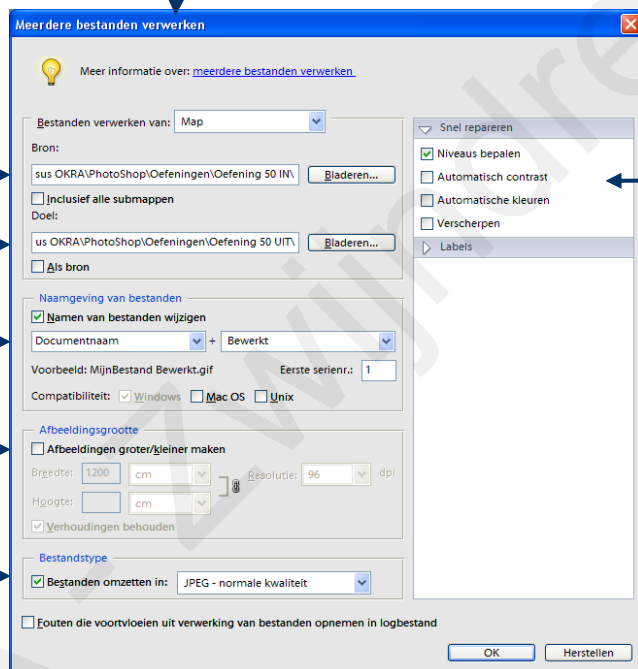 Meerdere bestanden verwerken
Meer informatie over: meerdere bestanden verwerken
Bestanden verwerken van: Map
Bron:
sus OKRA\PhotoShop\Oefeningen\Oefening 50 IN\ Bladeren...
Inclusief alle submappen
Doel:
us OKRA\PhotoShop\Oefeningen\Oefening 50 UIT\ Bladeren...
Als bron
Naamgeving van bestanden
Namen van bestanden wijzigen
Documentnaam + Bewerkt
Voorbeeld: MijnBestand Bewerkt.gif Eerste serienr.: 1
Compatibiliteit: Windows Mac OS Unix
Afbeeldingsgrootte
Afbeeldingen groter/kleiner maken
Breedte: 1200 cm Resolutie: 96 dpi
Hoogte: cm
Verhoudingen behouden
Bestandstype
Bestanden omzetten in: JPEG - normale kwaliteit
Fouten die voortvloeien uit verwerking van bestanden opnemen in logbestand
Snel repareren
Niveaus bepalen
Automatisch contrast
Automatische kleuren
Verscherpen
Labels
OK Herstellen
- Zwijndre